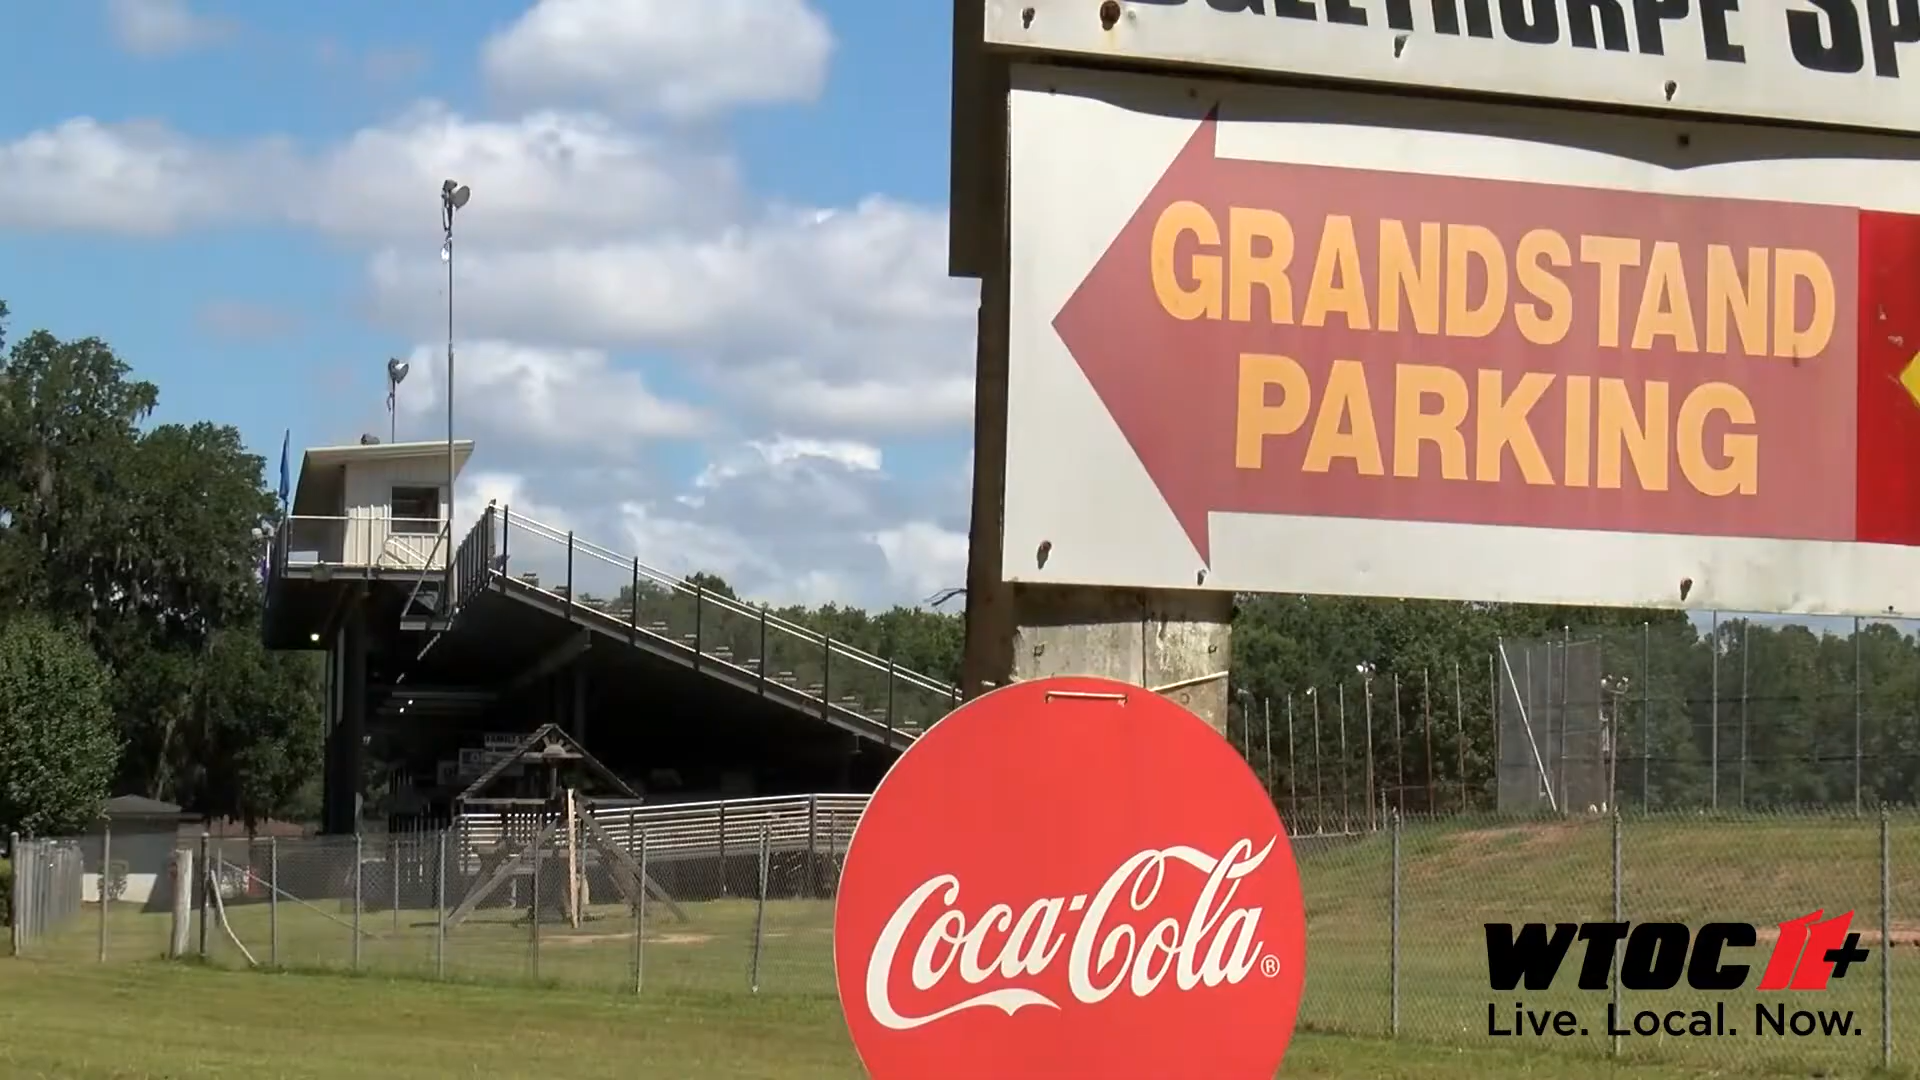 GRANDSTAND
PARKING
Coca-Cola®
WTOC 11+
Live. Local. Now.